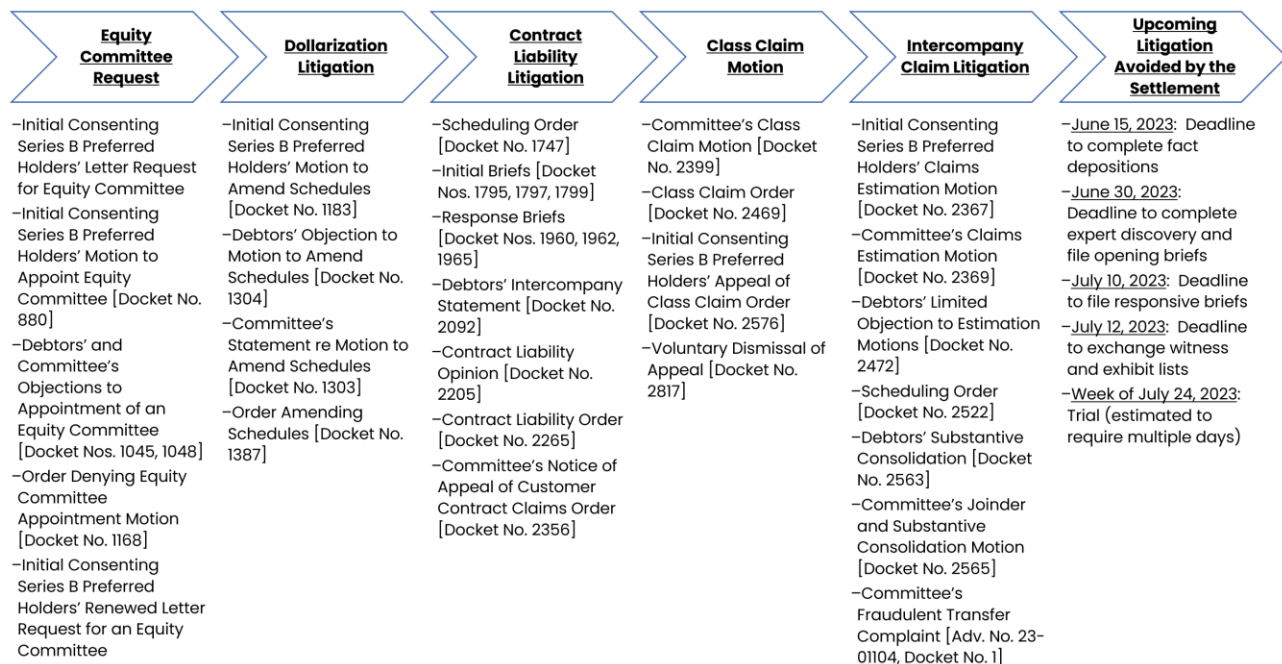 Equity
Committee
Request
–Initial Consenting
Series B Preferred
Holders’ Letter Request
for Equity Committee
–Initial Consenting
Series B Preferred
Holders’ Motion to
Appoint Equity
Committee [Docket No.
880]
–Debtors’ and
Committee’s
Objections to
Appointment of an
Equity Committee
[Docket Nos. 1045, 1048]
–Order Denying Equity
Committee
Appointment Motion
[Docket No. 1168]
–Initial Consenting
Series B Preferred
Holders’ Renewed Letter
Request for an Equity
Committee
Dollarization
Litigation
–Initial Consenting
Series B Preferred
Holders’ Motion to
Amend Schedules
[Docket No. 1183]
–Debtors’ Objection to
Motion to Amend
Schedules [Docket No.
1304]
–Committee’s
Statement re Motion to
Amend Schedules
[Docket No. 1303]
–Order Amending
Schedules [Docket No.
1387]
Contract
Liability
Litigation
–Scheduling Order
[Docket No. 1747]
–Initial Briefs [Docket
Nos. 1795, 1797, 1799]
–Response Briefs
[Docket Nos. 1960, 1962,
1965]
–Debtors’ Intercompany
Statement [Docket No.
2092]
–Contract Liability
Opinion [Docket No.
2205]
–Contract Liability Order
[Docket No. 2265]
–Committee’s Notice of
Appeal of Customer
Contract Claims Order
[Docket No. 2356]
Class Claim
Motion
–Committee’s Class
Claim Motion [Docket
No. 2399]
–Class Claim Order
[Docket No. 2469]
–Initial Consenting
Series B Preferred
Holders’ Appeal of
Class Claim Order
[Docket No. 2576]
–Voluntary Dismissal of
Appeal [Docket No.
2817]
Intercompany
Claim Litigation
–Initial Consenting
Series B Preferred
Holders’ Claims
Estimation Motion
[Docket No. 2367]
–Committee’s Claims
Estimation Motion
[Docket No. 2369]
–Debtors’ Limited
Objection to Estimation
Motions [Docket No.
2472]
–Scheduling Order
[Docket No. 2522]
–Debtors’ Substantive
Consolidation [Docket
No. 2563]
–Committee’s Joinder
and Substantive
Consolidation Motion
[Docket No. 2565]
–Committee’s
Fraudulent Transfer
Complaint [Adv. No. 23-
01104, Docket No. 1]
Upcoming
Litigation
Avoided by the
Settlement
–June 15, 2023: Deadline
to complete fact
depositions
–June 30, 2023:
Deadline to complete
expert discovery and
file opening briefs
–July 10, 2023: Deadline
to file responsive briefs
–July 12, 2023: Deadline
to exchange witness
and exhibit lists
–Week of July 24, 2023:
Trial (estimated to
require multiple days)